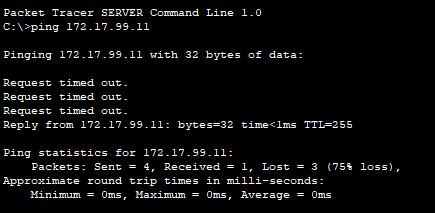 Packet Tracer SERVER Command Line 1.0
C:\>ping 172.17.99.11
Pinging 172.17.99.11 with 32 bytes of data:
Request timed out.
Request timed out.
Request timed out.
Reply from 172.17.99.11: bytes=32 time<1ms TTL=255
Ping statistics for 172.17.99.11:
Packets: Sent = 4, Received = 1, Lost = 3 (75% loss),
Approximate round trip times in milli-seconds:
Minimum = 0ms, Maximum = 0ms, Average = 0ms